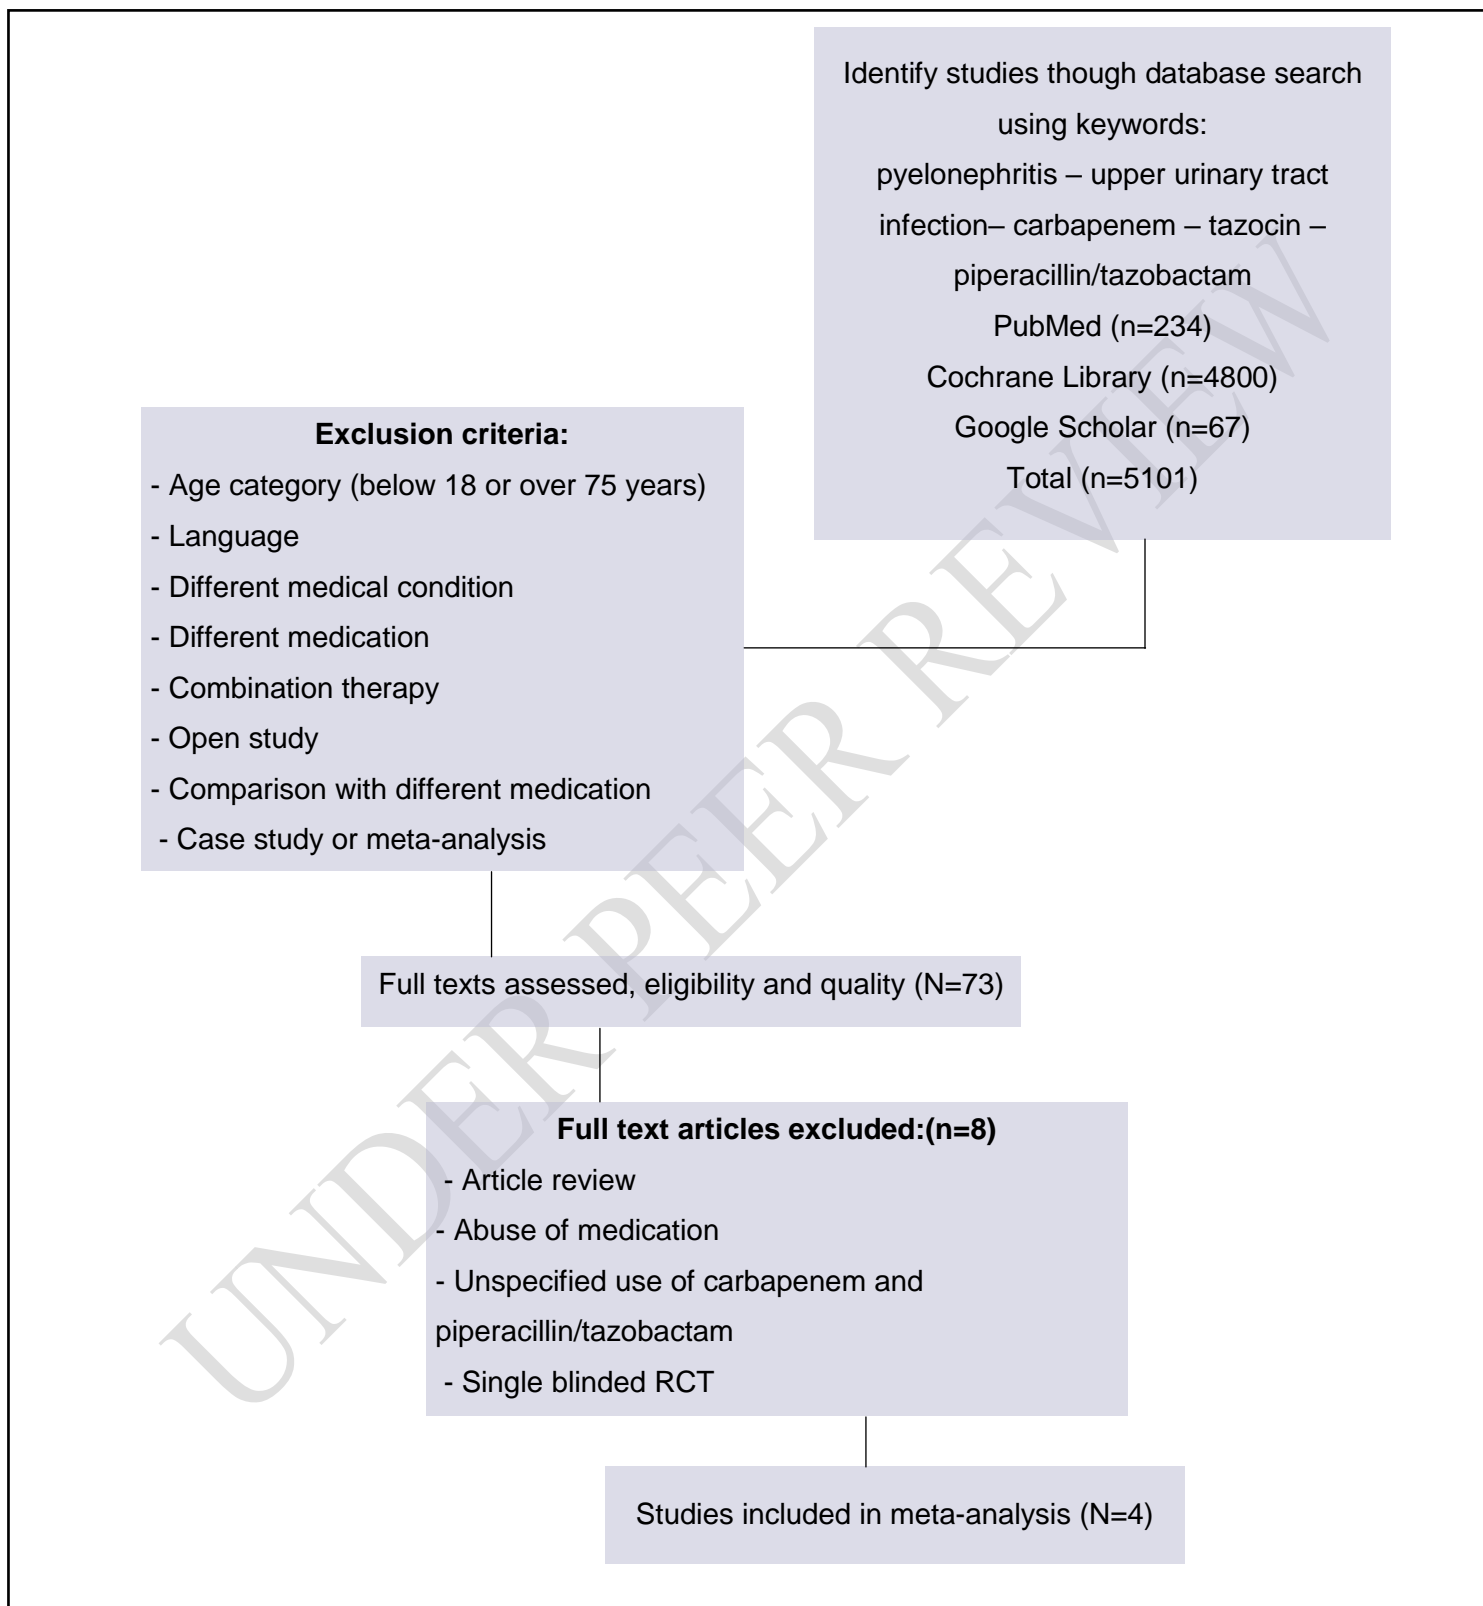 Identify studies though database search
using keywords:
pyelonephritis – upper urinary tract
infection– carbapenem – tazocin –
piperacillin/tazobactam
PubMed (n=234)
Cochrane Library (n=4800)
Google Scholar (n=67)
Total (n=5101)
Exclusion criteria:
- Age category (below 18 or over 75 years)
- Language
- Different medical condition
- Different medication
- Combination therapy
- Open study
- Comparison with different medication
- Case study or meta-analysis
Full texts assessed, eligibility and quality (N=73)
Full text articles excluded:(n=8)
- Article review
- Abuse of medication
- Unspecified use of carbapenem and
piperacillin/tazobactam
- Single blinded RCT
Studies included in meta-analysis (N=4)
UNDER PEER REVIEW